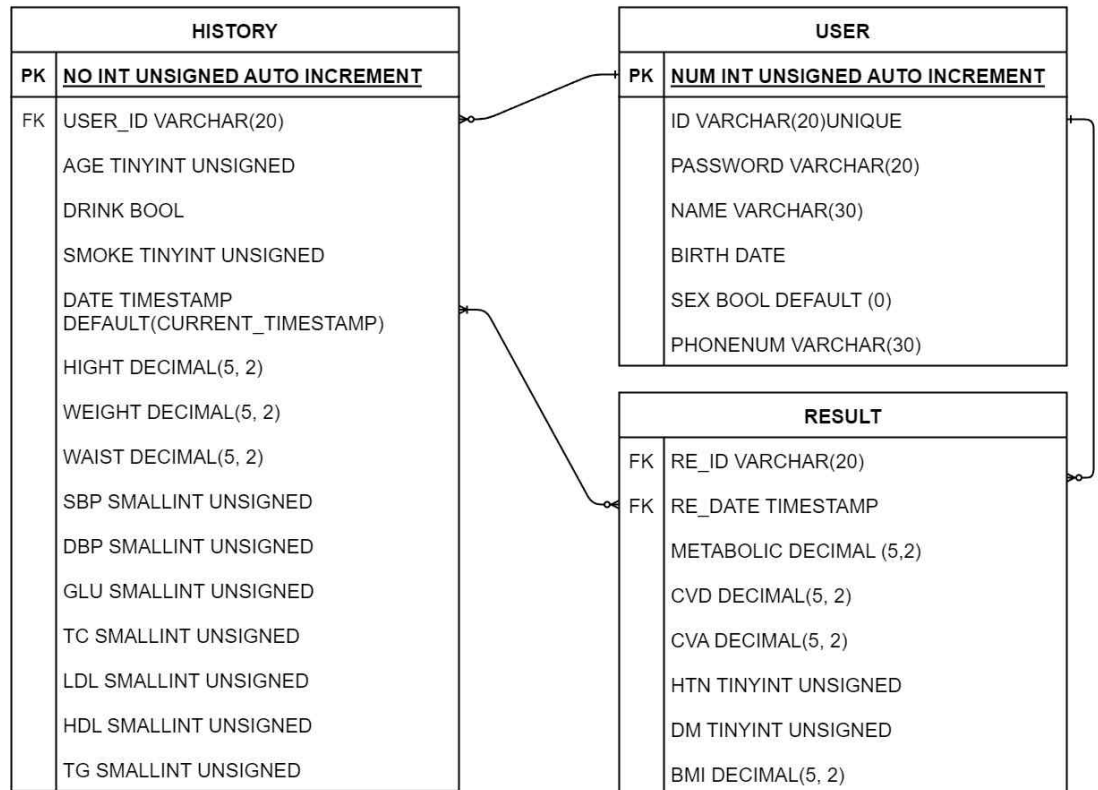 HISTORY
PK NO INT UNSIGNED AUTO INCREMENT
FK USER_ID VARCHAR(20)
AGE TINYINT UNSIGNED
DRINK BOOL
SMOKE TINYINT UNSIGNED
DATE TIMESTAMP
DEFAULT(CURRENT_TIMESTAMP)
HIGHT DECIMAL(5, 2)
WEIGHT DECIMAL(5, 2)
WAIST DECIMAL(5, 2)
SBP SMALLINT UNSIGNED
DBP SMALLINT UNSIGNED
GLU SMALLINT UNSIGNED
TC SMALLINT UNSIGNED
LDL SMALLINT UNSIGNED
HDL SMALLINT UNSIGNED
TG SMALLINT UNSIGNED
USER
PK NUM INT UNSIGNED AUTO INCREMENT
ID VARCHAR(20)UNIQUE
PASSWORD VARCHAR(20)
NAME VARCHAR(30)
BIRTH DATE
SEX BOOL DEFAULT (0)
PHONENUM VARCHAR(30)
RESULT
FK RE_ID VARCHAR(20)
FK RE_DATE TIMESTAMP
METABOLIC DECIMAL (5,2)
CVD DECIMAL(5, 2)
CVA DECIMAL(5, 2)
HTN TINYINT UNSIGNED
DM TINYINT UNSIGNED
BMI DECIMAL(5, 2)